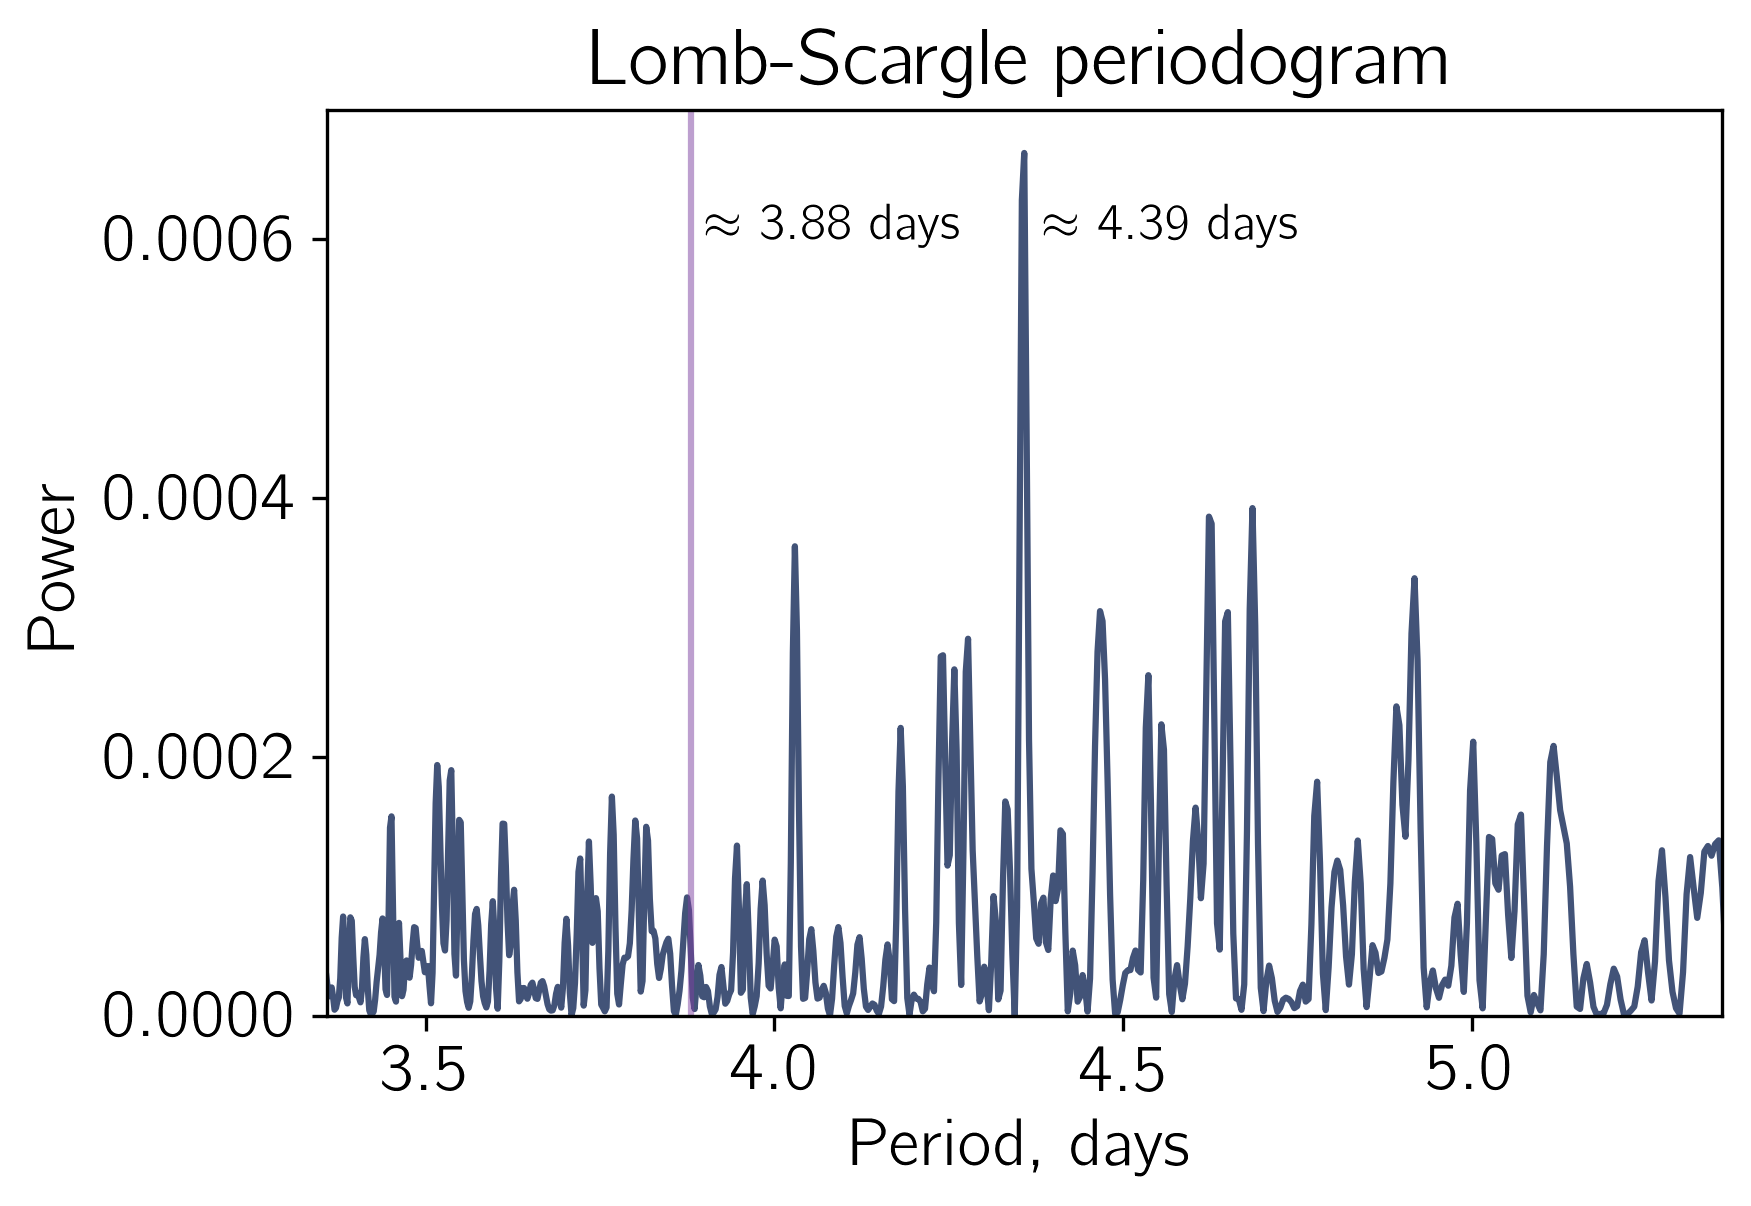 Lomb-Scargle periodogram
≈ 3.88 days
≈ 4.39 days
0.0006
0.0004
0.0002
0.0000
Power
3.5
4.0
4.5
5.0
Period, days